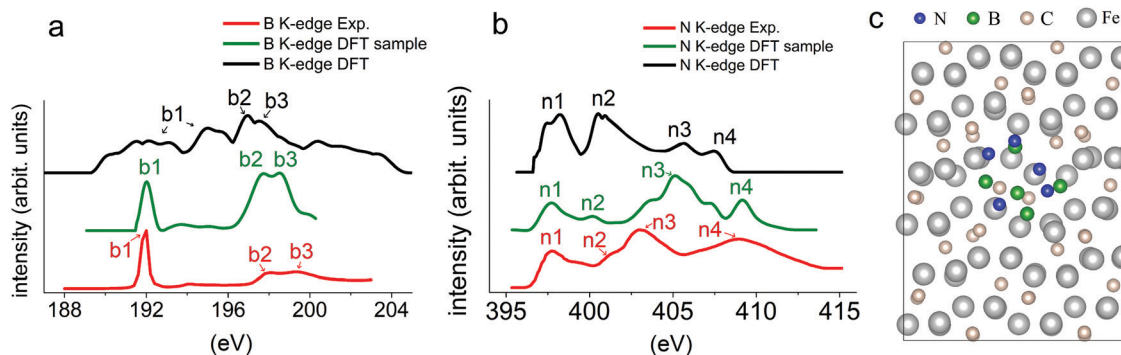 a
B K-edge Exp.
B K-edge DFT sample
B K-edge DFT
b1
b2
b3
b1
b2
b3
b1
b2
b3
intensity (arbit. units)
188 192 196 200 204
(eV)
b
N K-edge Exp.
N K-edge DFT sample
N K-edge DFT
n1
n2
n3
n4
n1
n2
n3
n4
n1
n2
n3
n4
intensity (arbit. units)
395 400 405 410 415
(eV)
c
N B C Fe